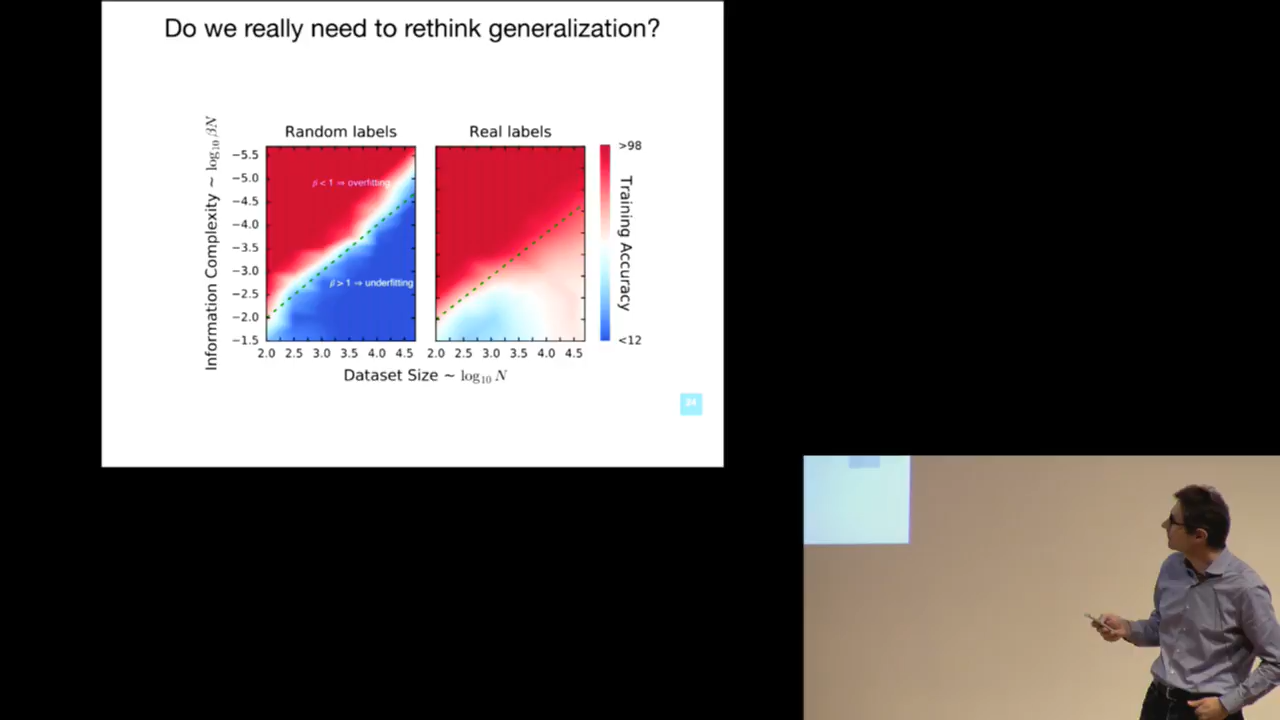 Do we really need to rethink generalization?
Random labels
Real labels
Information Complexity ~ log₁₀ βN
−5.5
−5.0
−4.5
−4.0
−3.5
−3.0
−2.5
−2.0
−1.5
β < 1 ⇒ overfitting
β > 1 ⇒ underfitting
>98
Training Accuracy
<12
2.0 2.5 3.0 3.5 4.0 4.5
2.0 2.5 3.0 3.5 4.0 4.5
Dataset Size ~ log₁₀ N
34